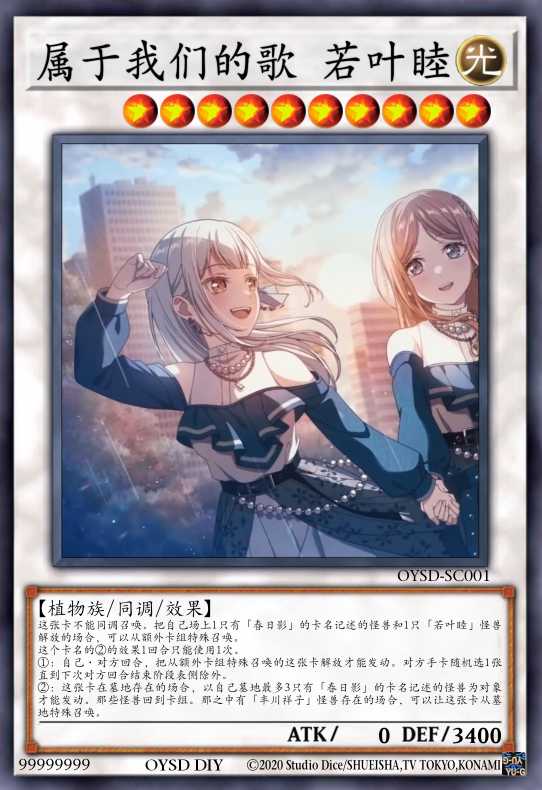 属于我们的歌 若叶睦
光
OYSD-SC001
【植物族/同调/效果】
这张卡不能同调召唤。把自己场上1只有「春日影」的卡名记述的怪兽和1只「若叶睦」怪兽
解放的场合，可以从额外卡组特殊召唤。
这个卡名的②的效果1回合只能使用1次。
①：自己·对方回合，把从额外卡组特殊召唤的这张卡解放才能发动。对方手卡随机选1张
直到下次对方回合结束阶段表侧除外。
②：这张卡在墓地存在的场合，以自己墓地最多3只有「春日影」的卡名记述的怪兽为对象
才能发动。那些怪兽回到卡组。那之中有「丰川祥子」怪兽存在的场合，可以让这张卡从墓
地特殊召唤。
ATK/ 0 DEF/3400
99999999 OYSD DIY ©2020 Studio Dice/SHUEISHA,TV TOKYO,KONAMI